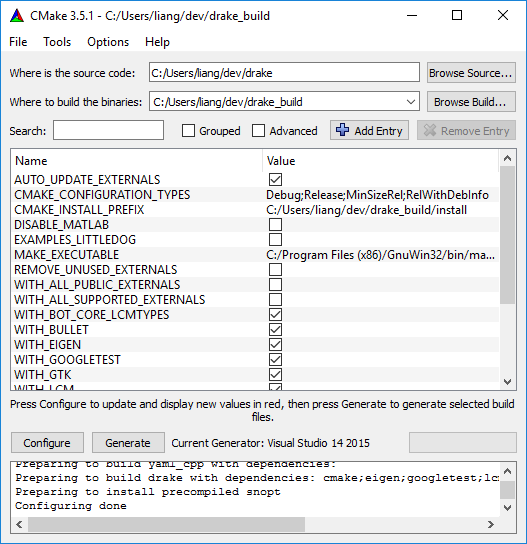 CMake 3.5.1 - C:/Users/liang/dev/drake_build
File Tools Options Help
Where is the source code: C:/Users/liang/dev/drake Browse Source...
Where to build the binaries: C:/Users/liang/dev/drake_build Browse Build...
Search: Grouped Advanced Add Entry Remove Entry
Name Value
AUTO_UPDATE_EXTERNALS
CMAKE_CONFIGURATION_TYPES Debug;Release;MinSizeRel;RelWithDebInfo
CMAKE_INSTALL_PREFIX C:/Users/liang/dev/drake_build/install
DISABLE_MATLAB
EXAMPLES_LITTLEDOG
MAKE_EXECUTABLE C:/Program Files (x86)/GnuWin32/bin/ma...
REMOVE_UNUSED_EXTERNALS
WITH_ALL_PUBLIC_EXTERNALS
WITH_ALL_SUPPORTED_EXTERNALS
WITH_BOT_CORE_LCMTYPES
WITH_BULLET
WITH_EIGEN
WITH_GOOGLETEST
WITH_GTK
WITH_LCM
Press Configure to update and display new values in red, then press Generate to generate selected build
files.
Configure Generate Current Generator: Visual Studio 14 2015
Preparing to build yaml_cpp with dependencies:
Preparing to build drake with dependencies: cmake;eigen;googletest;lcm
Preparing to install precompiled snopt
Configuring done